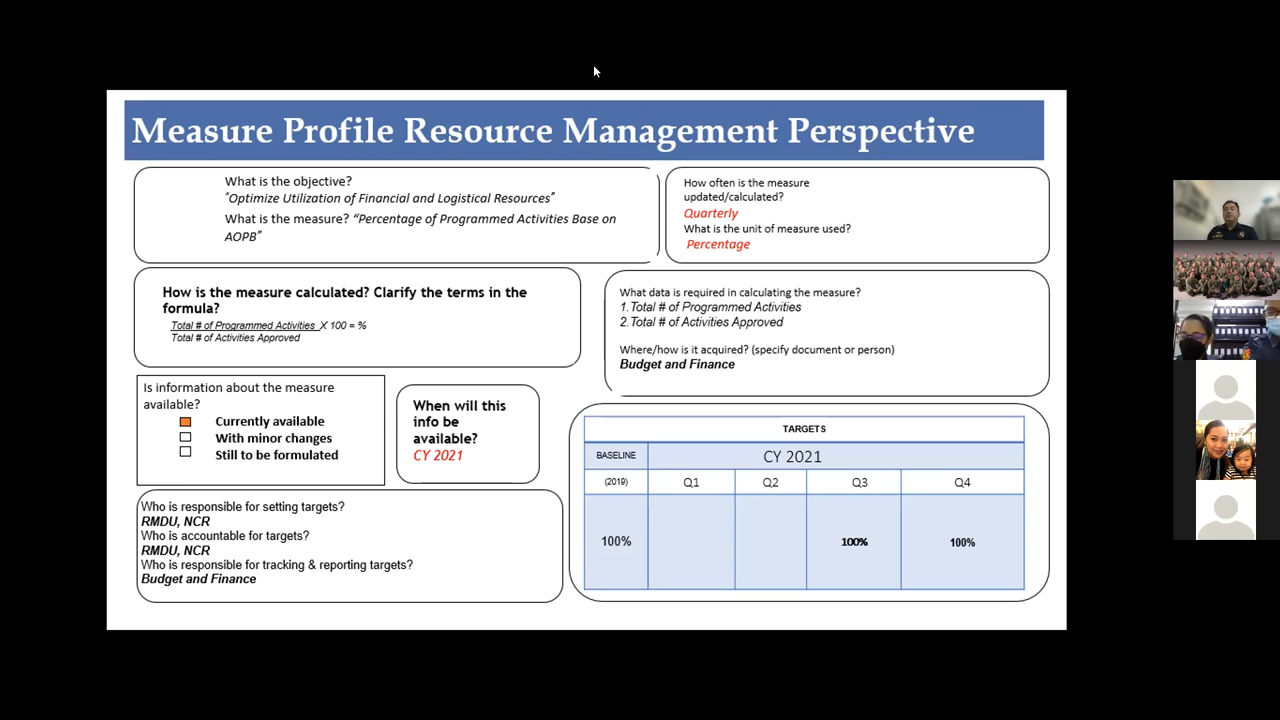 Measure Profile Resource Management Perspective
What is the objective?
“Optimize Utilization of Financial and Logistical Resources”
What is the measure? “Percentage of Programmed Activities Base on
AOPB”
How often is the measure
updated/calculated?
Quarterly
What is the unit of measure used?
Percentage
How is the measure calculated? Clarify the terms in the
formula?
Total # of Programmed Activities X 100 = %
Total # of Activities Approved
What data is required in calculating the measure?
1.Total # of Programmed Activities
2.Total # of Activities Approved
Where/how is it acquired? (specify document or person)
Budget and Finance
Is information about the measure
available?
Currently available
With minor changes
Still to be formulated
When will this
info be
available?
CY 2021
TARGETS
BASELINE CY 2021
(2019) Q1 Q2 Q3 Q4
100% 100% 100%
Who is responsible for setting targets?
RMDU, NCR
Who is accountable for targets?
RMDU, NCR
Who is responsible for tracking & reporting targets?
Budget and Finance